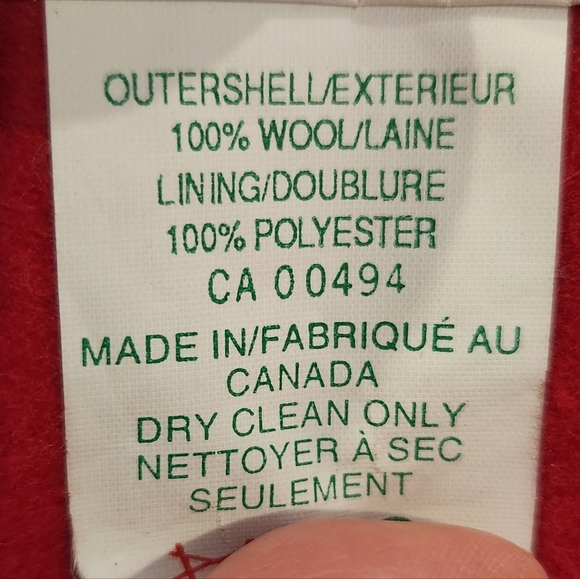 OUTERSHELL/EXTERIEUR
100% WOOL/LAINE
LINING/DOUBLURE
100% POLYESTER
CA 00494
MADE IN/FABRIQUÉ AU
CANADA
DRY CLEAN ONLY
NETTOYER À SEC
SEULEMENT